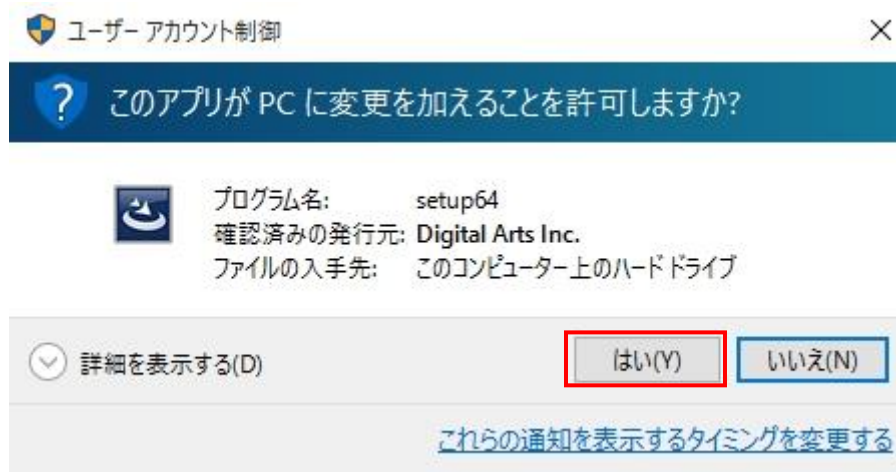 ユーザー アカウント制御
このアプリが PC に変更を加えることを許可しますか?
プログラム名: setup64
確認済みの発行元: Digital Arts Inc.
ファイルの入手先: このコンピューター上のハード ドライブ
詳細を表示する(D)
はい(Y)
いいえ(N)
これらの通知を表示するタイミングを変更する